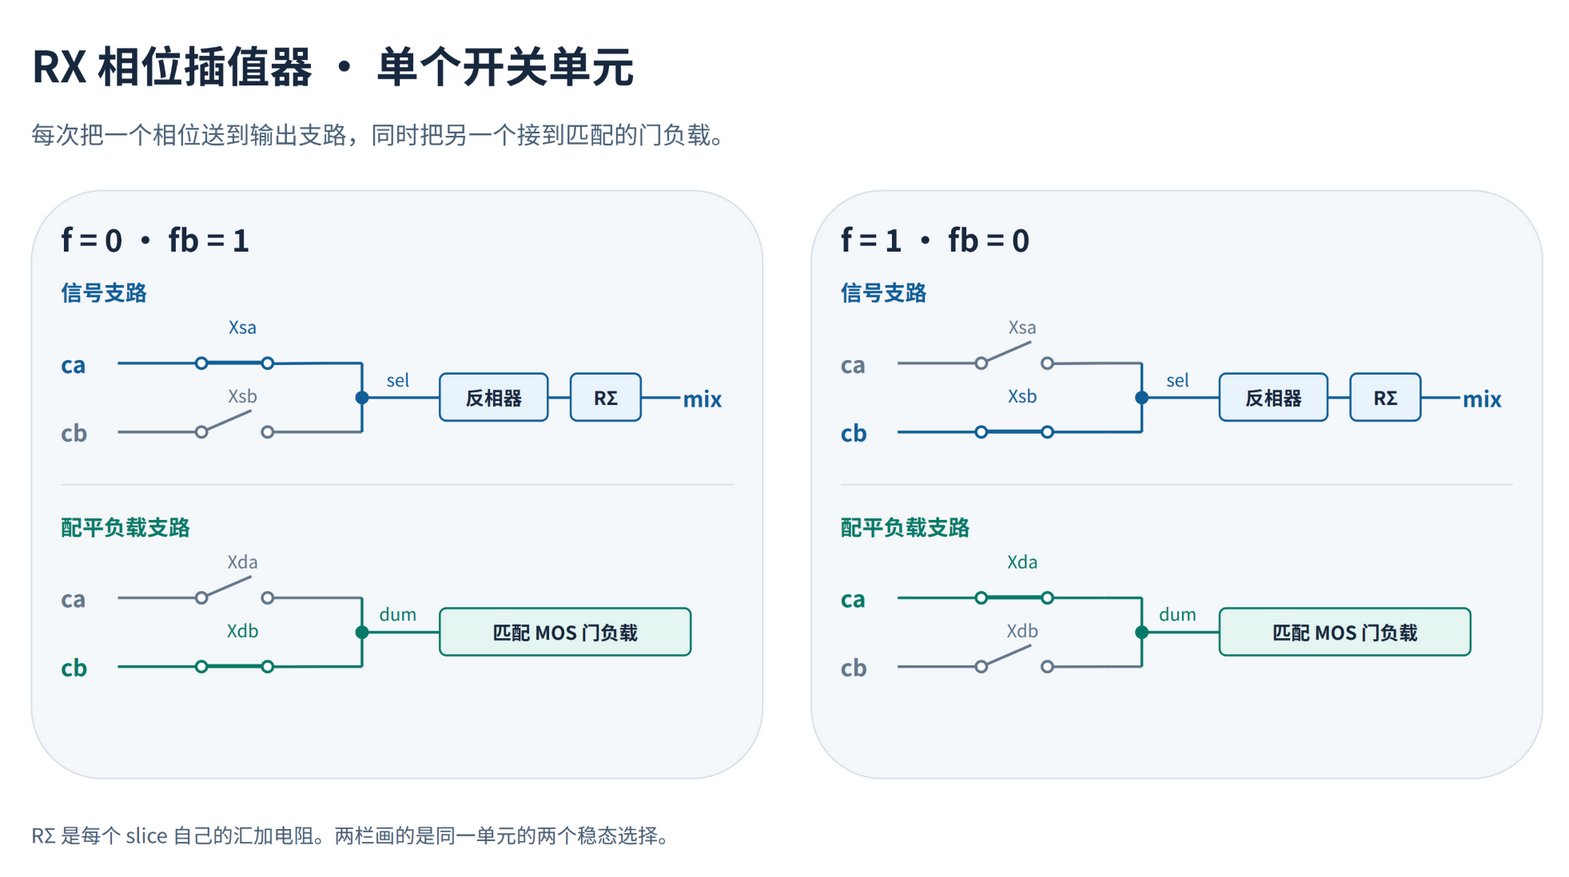 RX 相位插值器 · 单个开关单元
每次把一个相位送到输出支路，同时把另一个接到匹配的门负载。
f = 0 · fb = 1
信号支路
Xsa
ca
Xsb
sel
反相器
RΣ
mix
cb
配平负载支路
Xda
ca
Xdb
dum
匹配 MOS 门负载
cb
f = 1 · fb = 0
信号支路
Xsa
ca
Xsb
sel
反相器
RΣ
mix
cb
配平负载支路
Xda
ca
Xdb
dum
匹配 MOS 门负载
cb
RΣ 是每个 slice 自己的汇加电阻。两栏画的是同一单元的两个稳态选择。